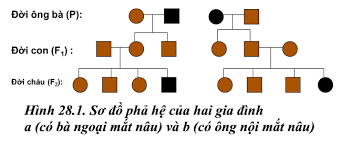 Đời ông bà (P):
Đời con (F₁) :
Đời cháu (F₂):
Hình 28.1. Sơ đồ phả hệ của hai gia đình
a (có bà ngoại mắt nâu) và b (có ông nội mắt nâu)